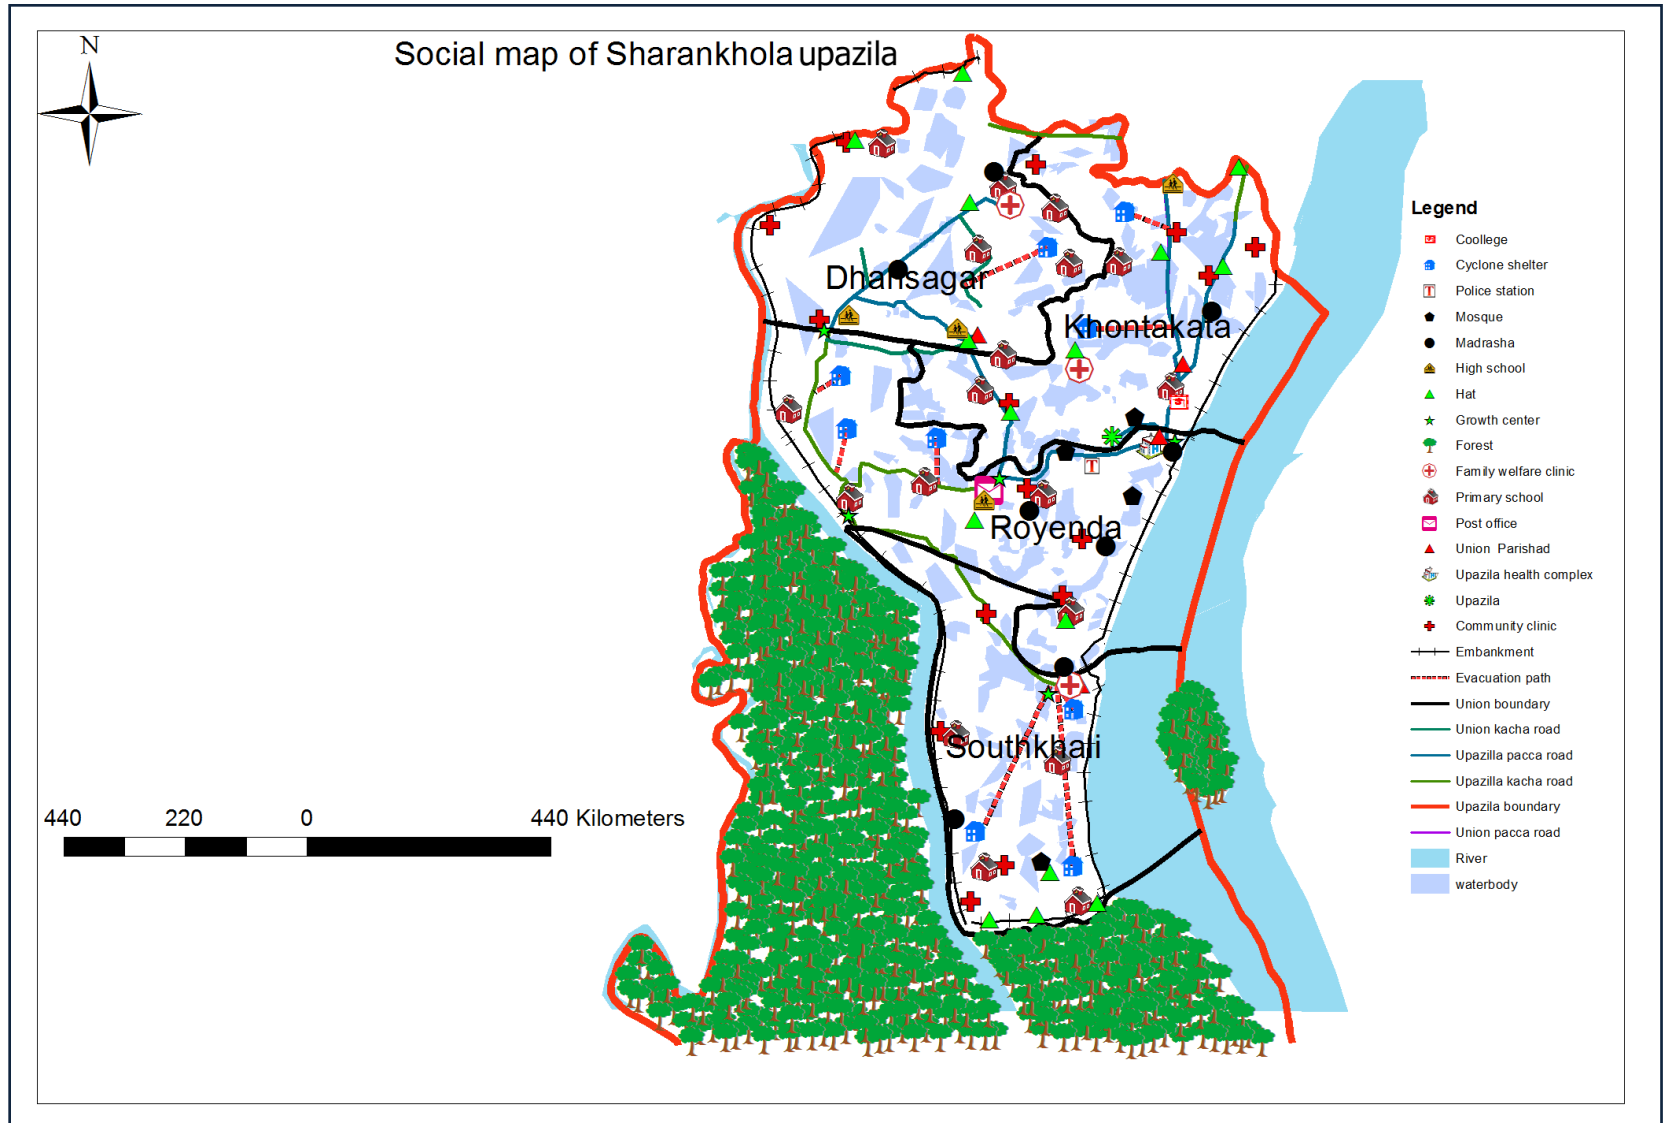 N
Social map of Sharankhola upazila
Dhansagar
Khontakata
Royenda
Southkhali
440 220 0 440 Kilometers
Legend
Coollege
Cyclone shelter
Police station
Mosque
Madrasha
High school
Hat
Growth center
Forest
Family welfare clinic
Primary school
Post office
Union Parishad
Upazila health complex
Upazila
Community clinic
Embankment
Evacuation path
Union boundary
Union kacha road
Upazilla pacca road
Upazilla kacha road
Upazila boundary
Union pacca road
River
waterbody